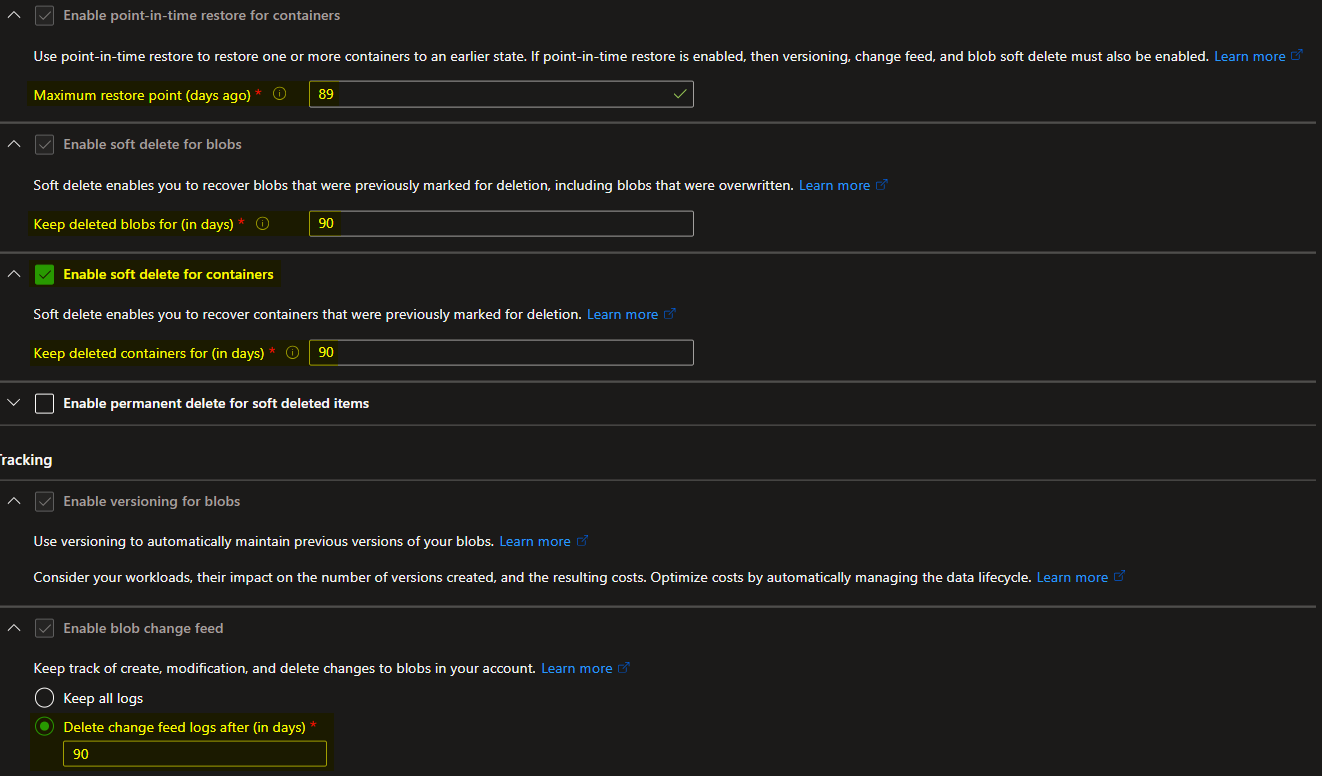 Enable point-in-time restore for containers
Use point-in-time restore to restore one or more containers to an earlier state. If point-in-time restore is enabled, then versioning, change feed, and blob soft delete must also be enabled. Learn more
Maximum restore point (days ago) * 89
Enable soft delete for blobs
Soft delete enables you to recover blobs that were previously marked for deletion, including blobs that were overwritten. Learn more
Keep deleted blobs for (in days) * 90
Enable soft delete for containers
Soft delete enables you to recover containers that were previously marked for deletion. Learn more
Keep deleted containers for (in days) * 90
Enable permanent delete for soft deleted items
Tracking
Enable versioning for blobs
Use versioning to automatically maintain previous versions of your blobs. Learn more
Consider your workloads, their impact on the number of versions created, and the resulting costs. Optimize costs by automatically managing the data lifecycle. Learn more
Enable blob change feed
Keep track of create, modification, and delete changes to blobs in your account. Learn more
Keep all logs
Delete change feed logs after (in days) *
90